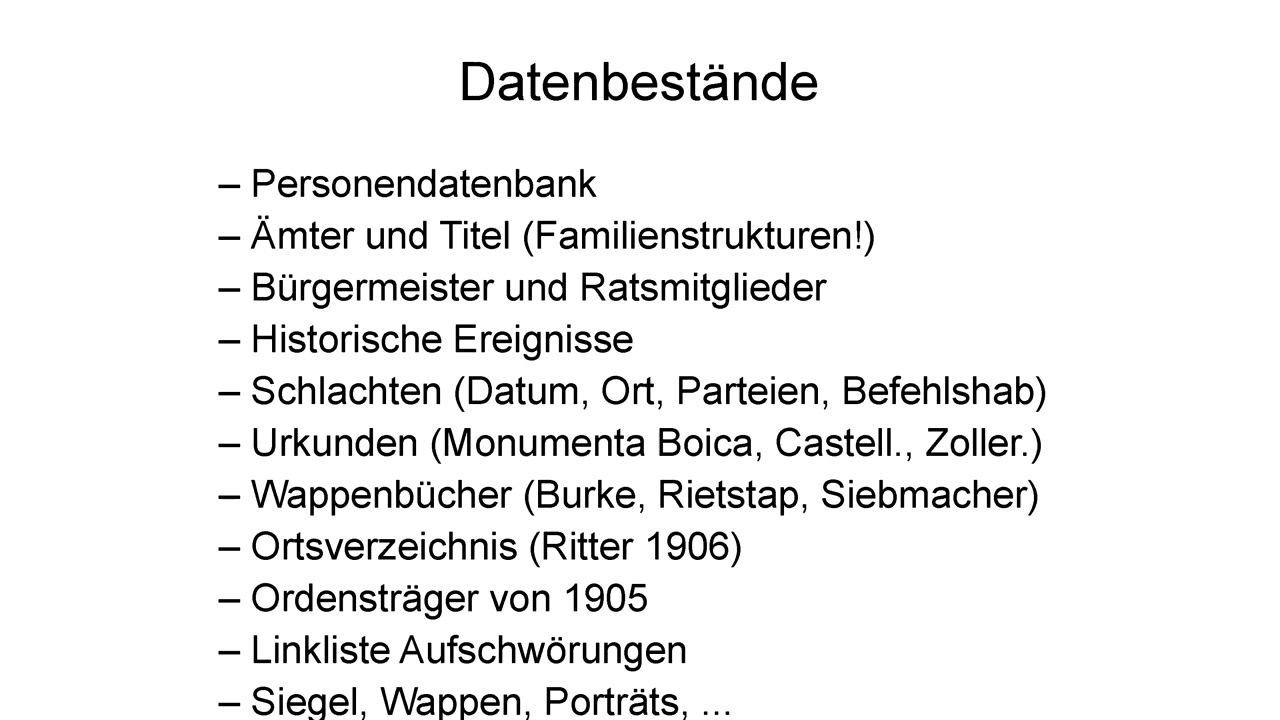 Datenbestände
– Personendatenbank
– Ämter und Titel (Familienstrukturen!)
– Bürgermeister und Ratsmitglieder
– Historische Ereignisse
– Schlachten (Datum, Ort, Parteien, Befehlshab)
– Urkunden (Monumenta Boica, Castell., Zoller.)
– Wappenbücher (Burke, Rietstap, Siebmacher)
– Ortsverzeichnis (Ritter 1906)
– Ordensträger von 1905
– Linkliste Aufschwörungen
– Siegel, Wappen, Porträts, ...